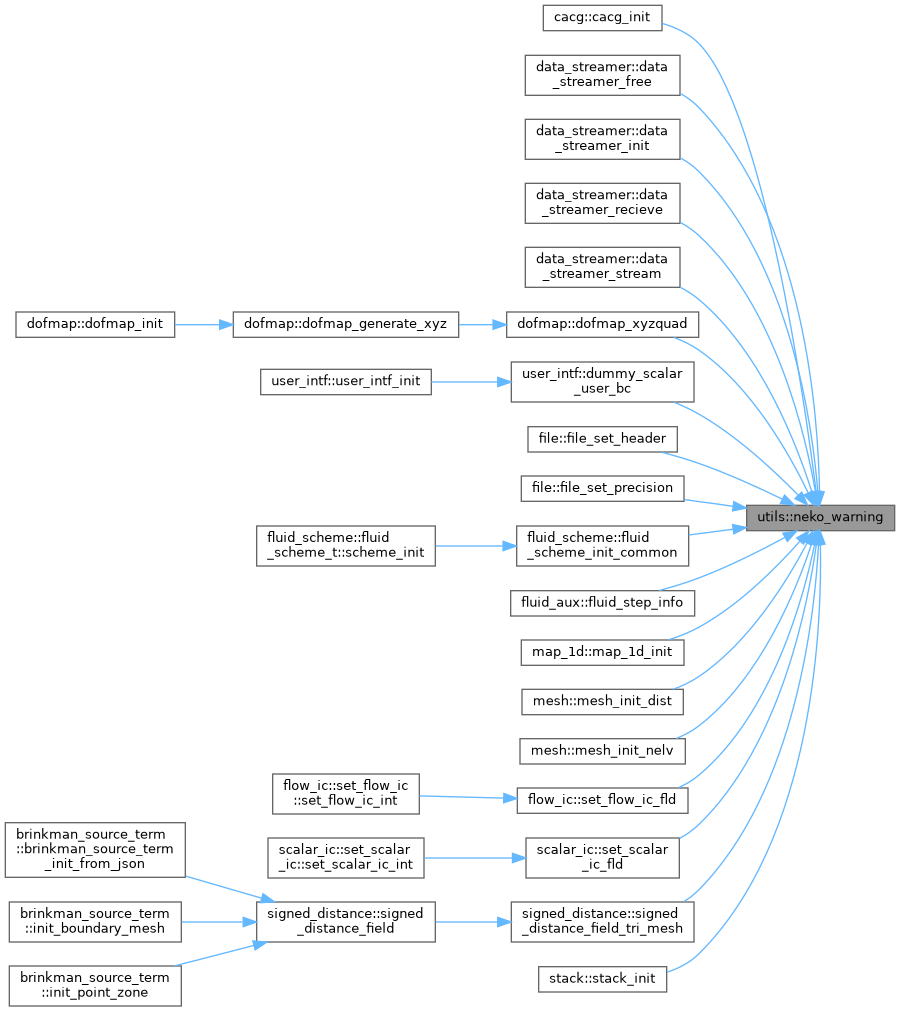 cacg::cacg_init
data_streamer::data
_streamer_free
data_streamer::data
_streamer_init
data_streamer::data
_streamer_recieve
data_streamer::data
_streamer_stream
dofmap::dofmap_init
dofmap::dofmap_generate_xyz
dofmap::dofmap_xyzquad
user_intf::user_intf_init
user_intf::dummy_scalar
_user_bc
file::file_set_header
file::file_set_precision
utils::neko_warning
fluid_scheme::fluid
_scheme_t::scheme_init
fluid_scheme::fluid
_scheme_init_common
fluid_aux::fluid_step_info
map_1d::map_1d_init
mesh::mesh_init_dist
mesh::mesh_init_nelv
flow_ic::set_flow_ic
::set_flow_ic_int
flow_ic::set_flow_ic_fld
scalar_ic::set_scalar
_ic::set_scalar_ic_int
scalar_ic::set_scalar
_ic_fld
brinkman_source_term
::brinkman_source_term
_init_from_json
brinkman_source_term
::init_boundary_mesh
signed_distance::signed
_distance_field
signed_distance::signed
_distance_field_tri_mesh
brinkman_source_term
::init_point_zone
stack::stack_init